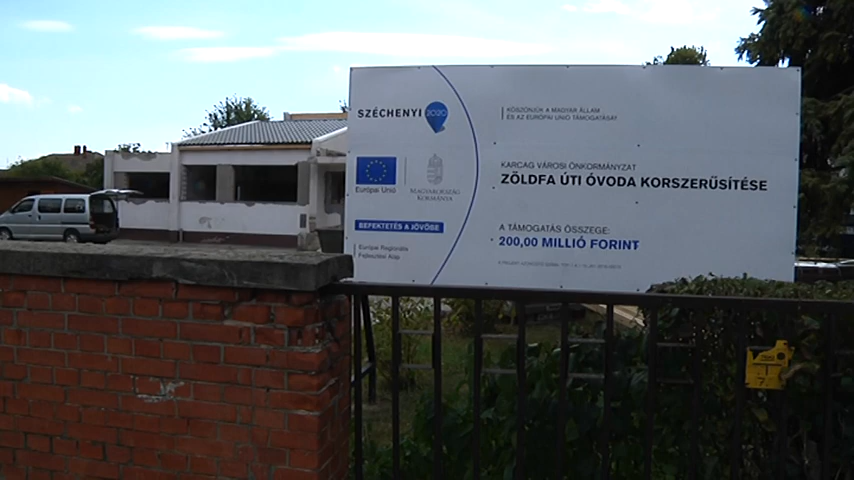 SZÉCHENYI 2020
KÖSZÖNJÜK A MAGYAR ÁLLAM
ÉS AZ EURÓPAI UNIÓ TÁMOGATÁSÁT
KARCAG VÁROSI ÖNKORMÁNYZAT
ZÖLDFA ÚTI ÓVODA KORSZERŰSÍTÉSE
Európai Unió
MAGYARORSZÁG
KORMÁNYA
BEFEKTETÉS A JÖVŐBE
A TÁMOGATÁS ÖSSZEGE:
200,00 MILLIÓ FORINT
Európai Regionális
Fejlesztési Alap